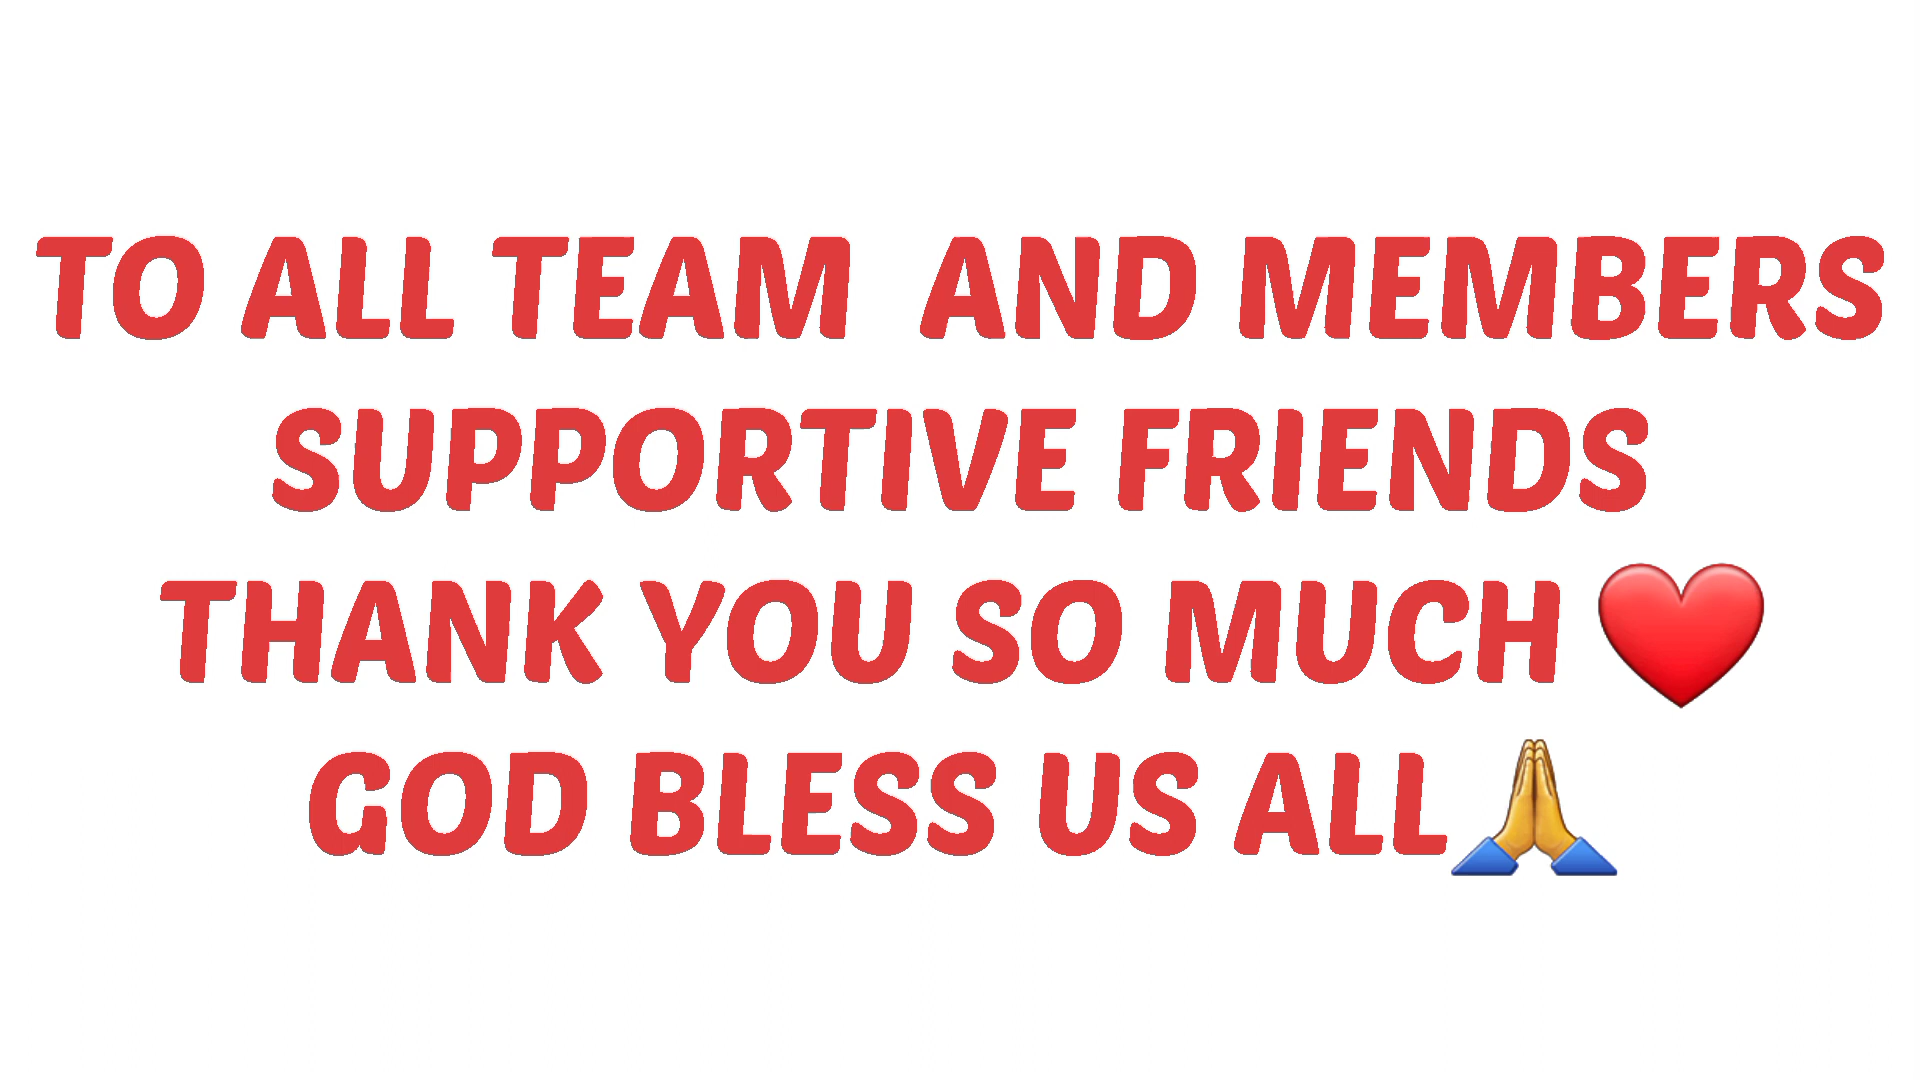 TO ALL TEAM  AND MEMBERS
SUPPORTIVE FRIENDS
THANK YOU SO MUCH ❤️
GOD BLESS US ALL🙏